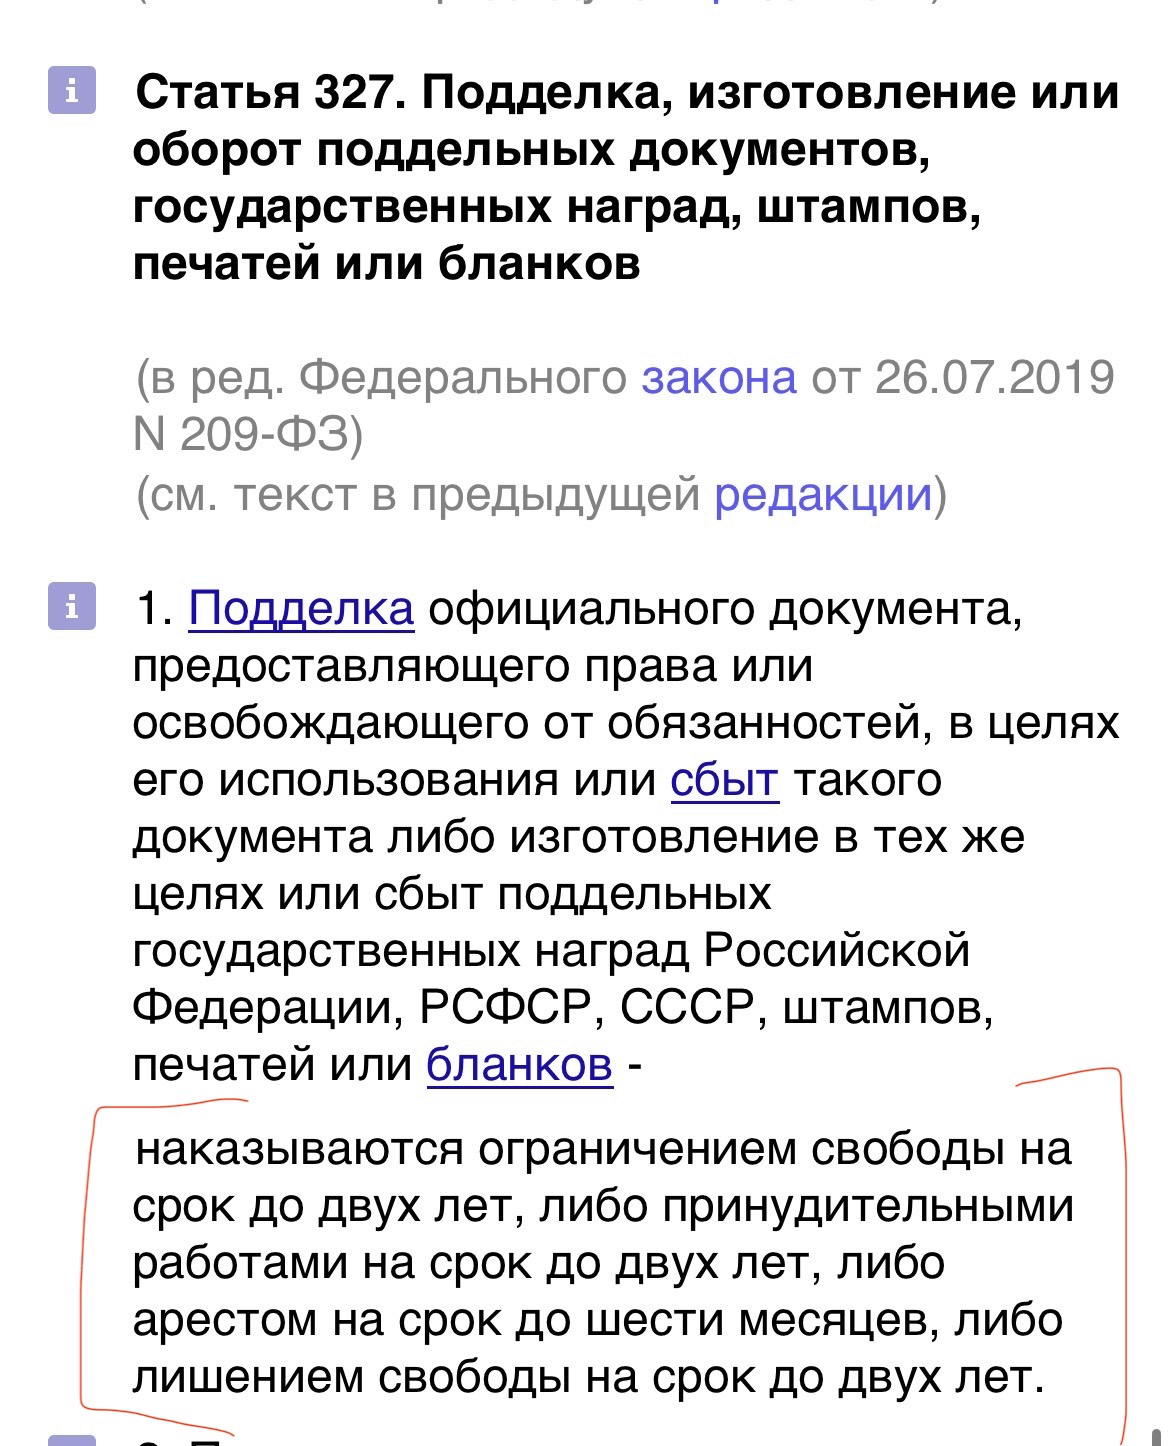 Статья 327. Подделка, изготовление или
оборот поддельных документов,
государственных наград, штампов,
печатей или бланков
(в ред. Федерального закона от 26.07.2019
N 209-ФЗ)
(см. текст в предыдущей редакции)
1. Подделка официального документа,
предоставляющего права или
освобождающего от обязанностей, в целях
его использования или сбыт такого
документа либо изготовление в тех же
целях или сбыт поддельных
государственных наград Российской
Федерации, РСФСР, СССР, штампов,
печатей или бланков -
наказываются ограничением свободы на
срок до двух лет, либо принудительными
работами на срок до двух лет, либо
арестом на срок до шести месяцев, либо
лишением свободы на срок до двух лет.